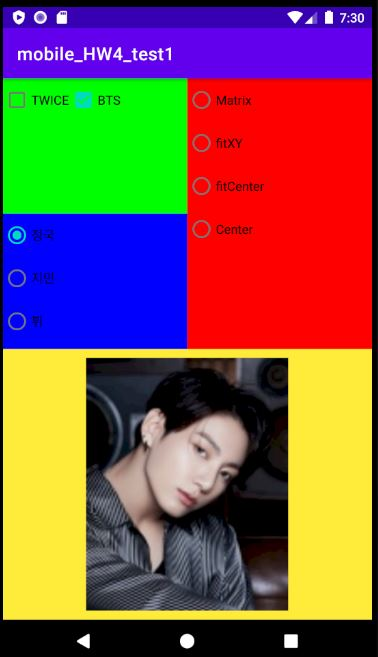 7:30
mobile_HW4_test1
TWICE BTS
Matrix
fitXY
fitCenter
Center
정국
지민
뷔